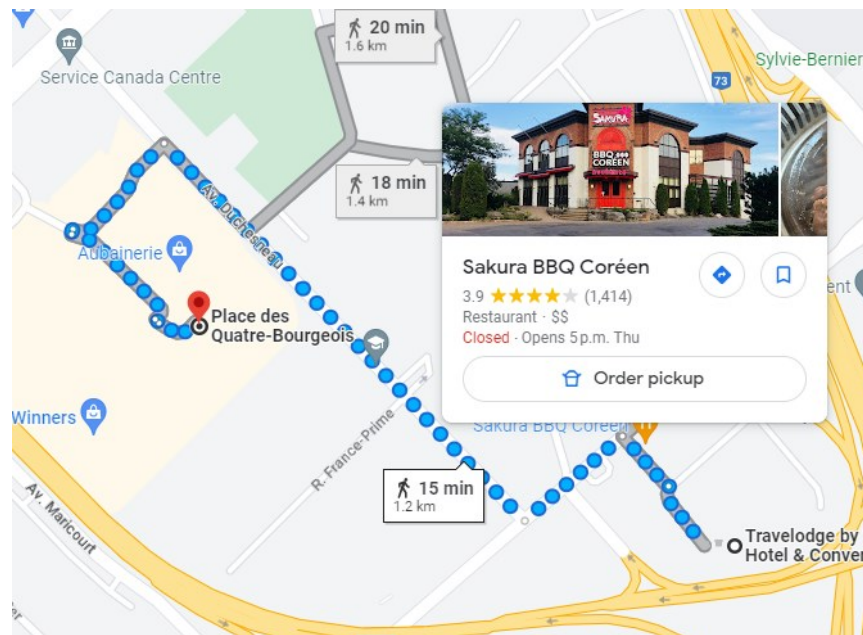 20 min
1.6 km
Service Canada Centre
Sylvie-Bernier
73
SAKURA
BBQ
CORÉEN
18 min
1.4 km
Av. Duchesneau
Aubainerie
Sakura BBQ Coréen
3.9 (1,414)
Restaurant · $$
Closed · Opens 5 p.m. Thu
Order pickup
Place des
Quatre-Bourgeois
Winners
R. France-Prime
Sakura BBQ Coréen
15 min
1.2 km
Av. Maricourt
Travelodge by
Hotel & Conver